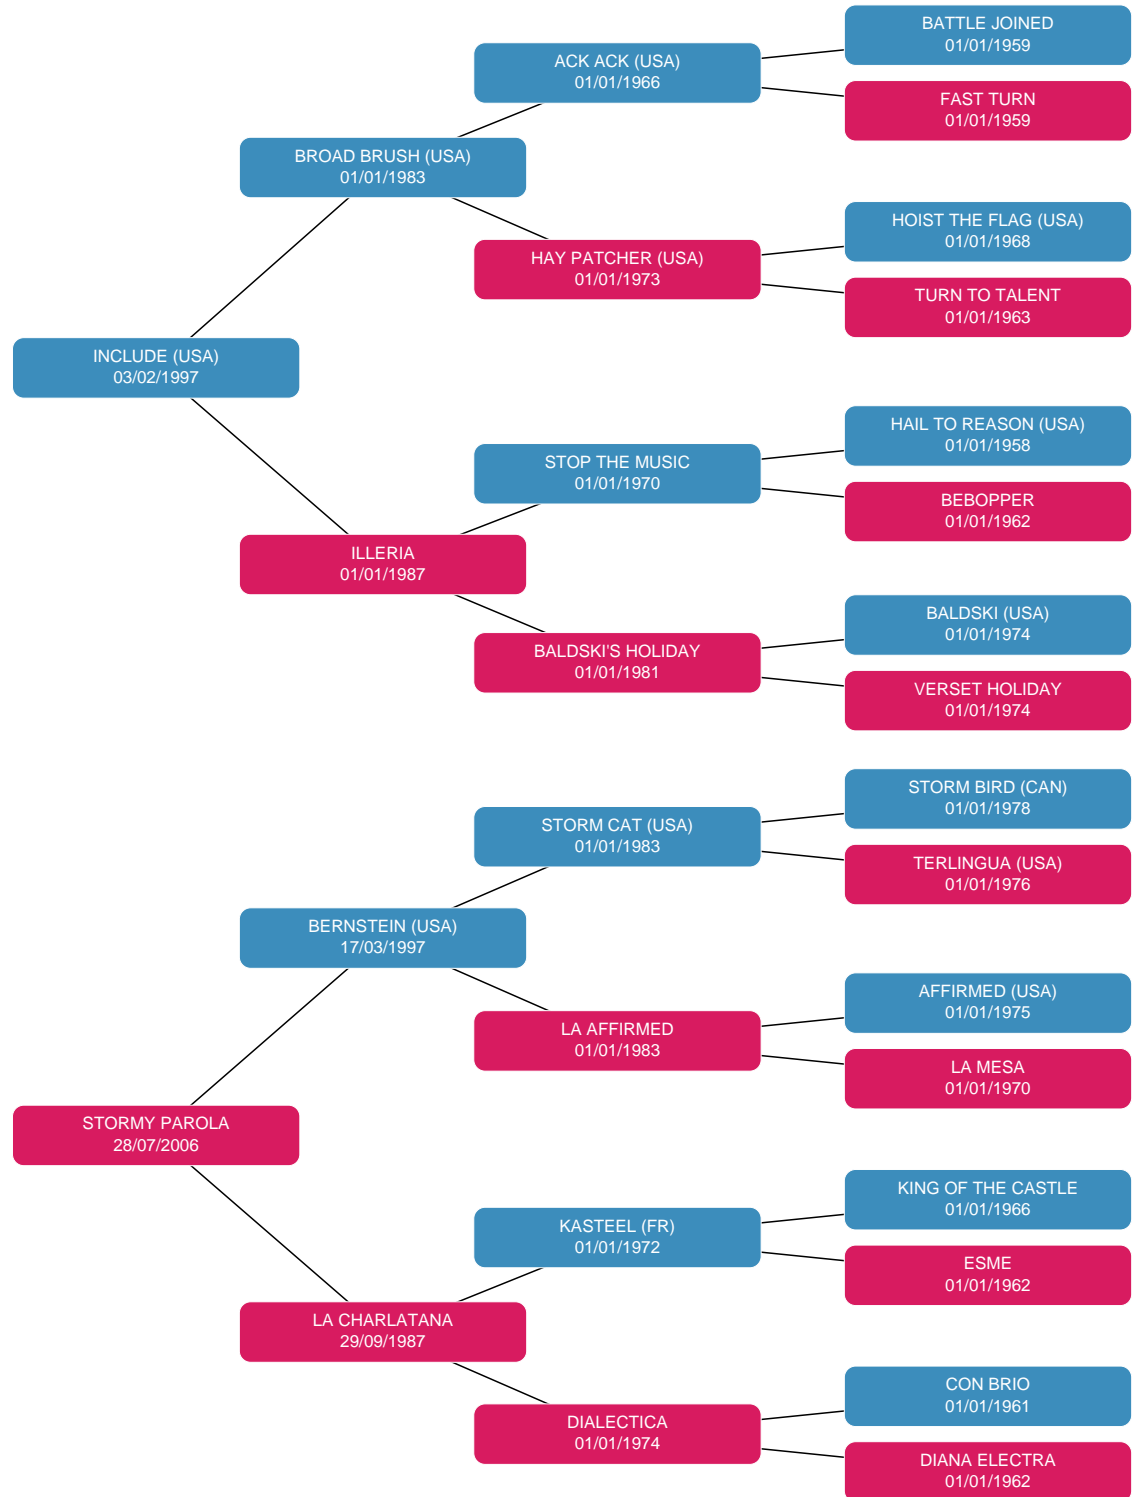 BATTLE JOINED
01/01/1959
ACK ACK (USA)
01/01/1966
FAST TURN
01/01/1959
BROAD BRUSH (USA)
01/01/1983
HOIST THE FLAG (USA)
01/01/1968
HAY PATCHER (USA)
01/01/1973
TURN TO TALENT
01/01/1963
INCLUDE (USA)
03/02/1997
HAIL TO REASON (USA)
01/01/1958
STOP THE MUSIC
01/01/1970
BEBOPPER
01/01/1962
ILLERIA
01/01/1987
BALDSKI (USA)
01/01/1974
BALDSKI'S HOLIDAY
01/01/1981
VERSET HOLIDAY
01/01/1974
STORM BIRD (CAN)
01/01/1978
STORM CAT (USA)
01/01/1983
TERLINGUA (USA)
01/01/1976
BERNSTEIN (USA)
17/03/1997
AFFIRMED (USA)
01/01/1975
LA AFFIRMED
01/01/1983
LA MESA
01/01/1970
STORMY PAROLA
28/07/2006
KING OF THE CASTLE
01/01/1966
KASTEEL (FR)
01/01/1972
ESME
01/01/1962
LA CHARLATANA
29/09/1987
CON BRIO
01/01/1961
DIALECTICA
01/01/1974
DIANA ELECTRA
01/01/1962